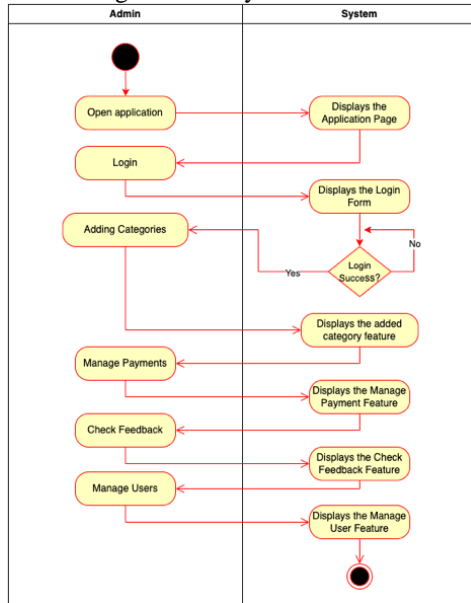 Admin
System
Open application
Displays the
Application Page
Login
Displays the Login
Form
Adding Categories
No
Login
Success?
Yes
Displays the added
category feature
Manage Payments
Displays the Manage
Payment Feature
Check Feedback
Displays the Check
Feedback Feature
Manage Users
Displays the Manage
User Feature